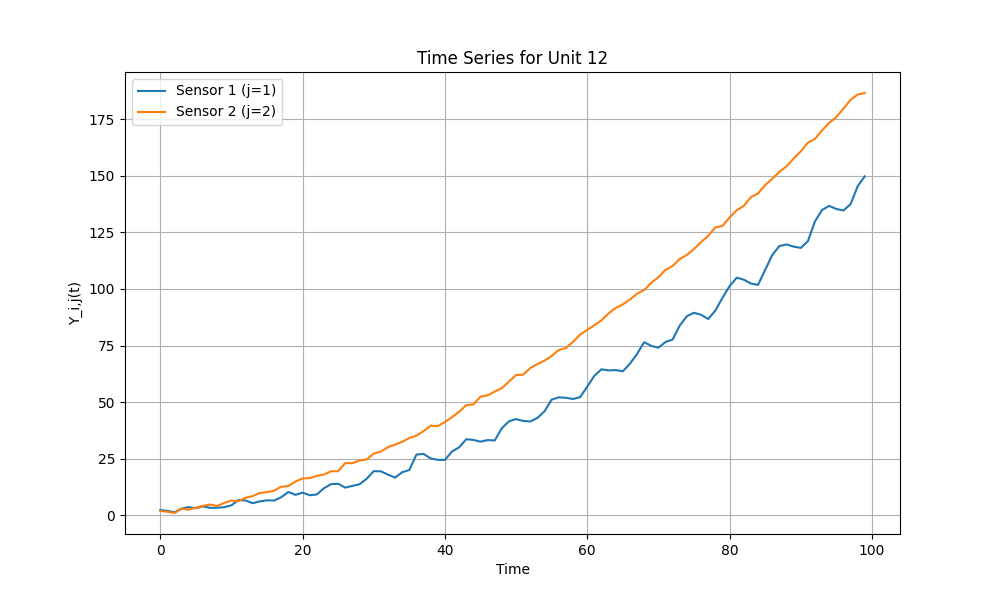 Time Series for Unit 12
Sensor 1 (j=1)
Sensor 2 (j=2)
Y_i,j(t)
175
150
125
100
75
50
25
0
0 20 40 60 80 100
Time